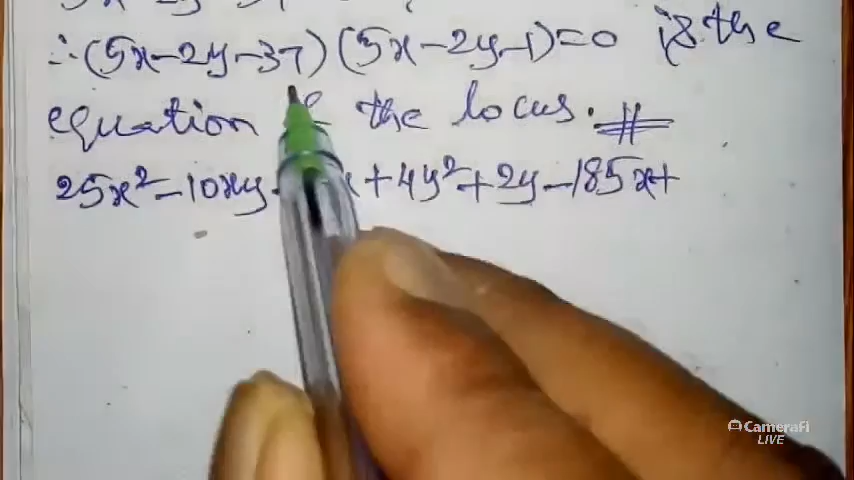 ∴(5x-2y-37)(5x-2y-1)=0 is the
equation the locus. #
25x²-10xy x+4y²+2y-185x+
CameraFi
LIVE